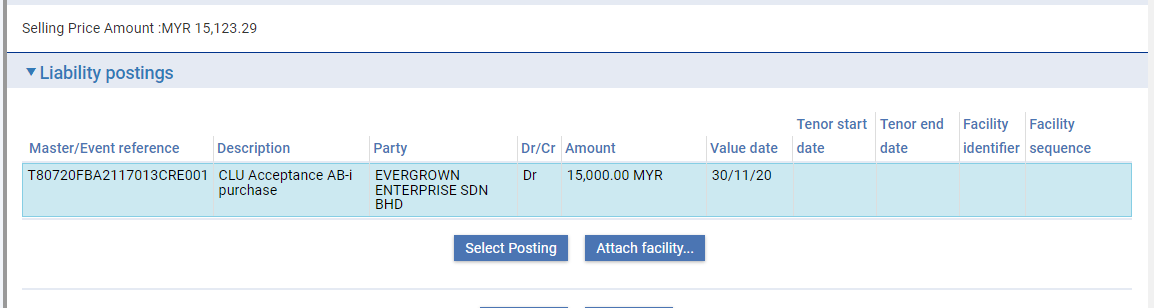 Selling Price Amount :MYR 15,123.29
Liability postings
Tenor start Tenor end Facility Facility
Master/Event reference Description Party Dr/Cr Amount Value date date date identifier sequence
T80720FBA2117013CRE001 CLU Acceptance AB-i EVERGROWN Dr 15,000.00 MYR 30/11/20
purchase ENTERPRISE SDN
BHD
Select Posting Attach facility...